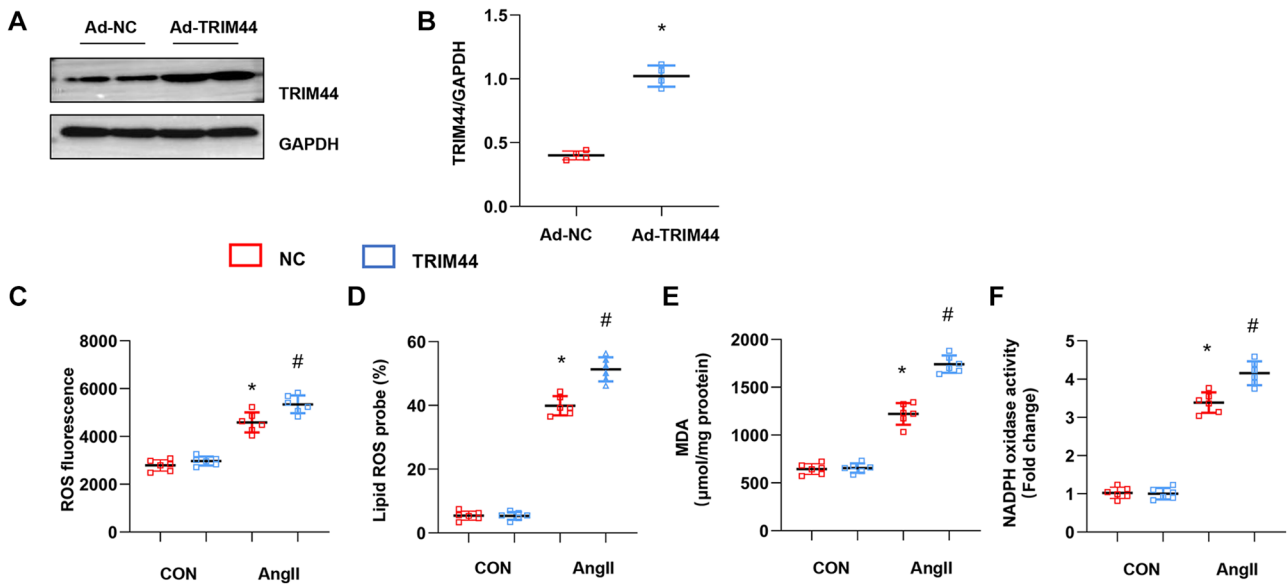 A
Ad-NC Ad-TRIM44
TRIM44
GAPDH
B
TRIM44/GAPDH
1.5
1.0
0.5
0.0
*
Ad-NC Ad-TRIM44
NC TRIM44
C
ROS fluorescence
8000
6000
4000
2000
0
*
#
CON AngII
D
Lipid ROS probe (%)
60
40
20
0
*
#
CON AngII
E
MDA
(μmol/mg prootein)
2000
1500
1000
500
0
*
#
CON AngII
F
NADPH oxidase activity
(Fold change)
5
4
3
2
1
0
*
#
CON AngII